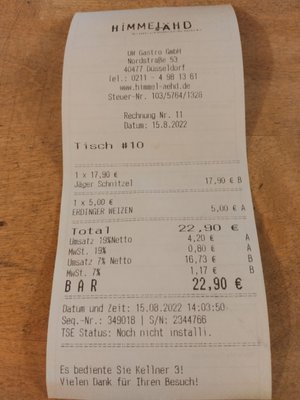 HIMMEL ÄHD
UW Gastro GmbH
Nordstraße 53
40477 Düsseldorf
Tel.: 0211 - 4 98 13 61
www.himmel-aehd.de
Steuer-Nr. 103/5764/1326
Rechnung Nr. 11
Datum: 15.8.2022
Tisch #10
1 x 17,90 €
Jäger Schnitzel 17,90 € B
1 x 5,00 €
ERDINGER WEIZEN 5,00 € A
Total 22,90 €
Umsatz 19%Netto 4,20 € A
MwSt. 19% 0,80 € A
Umsatz 7% Netto 16,73 € B
MwSt. 7% 1,17 € B
BAR 22,90 €
Datum und Zeit: 15.08.2022 14:03:50
Seq.-Nr.: 349018 | S/N: 2344766
TSE Status: Noch nicht installi.
Es bediente Sie Kellner 3!
Vielen Dank für Ihren Besuch!